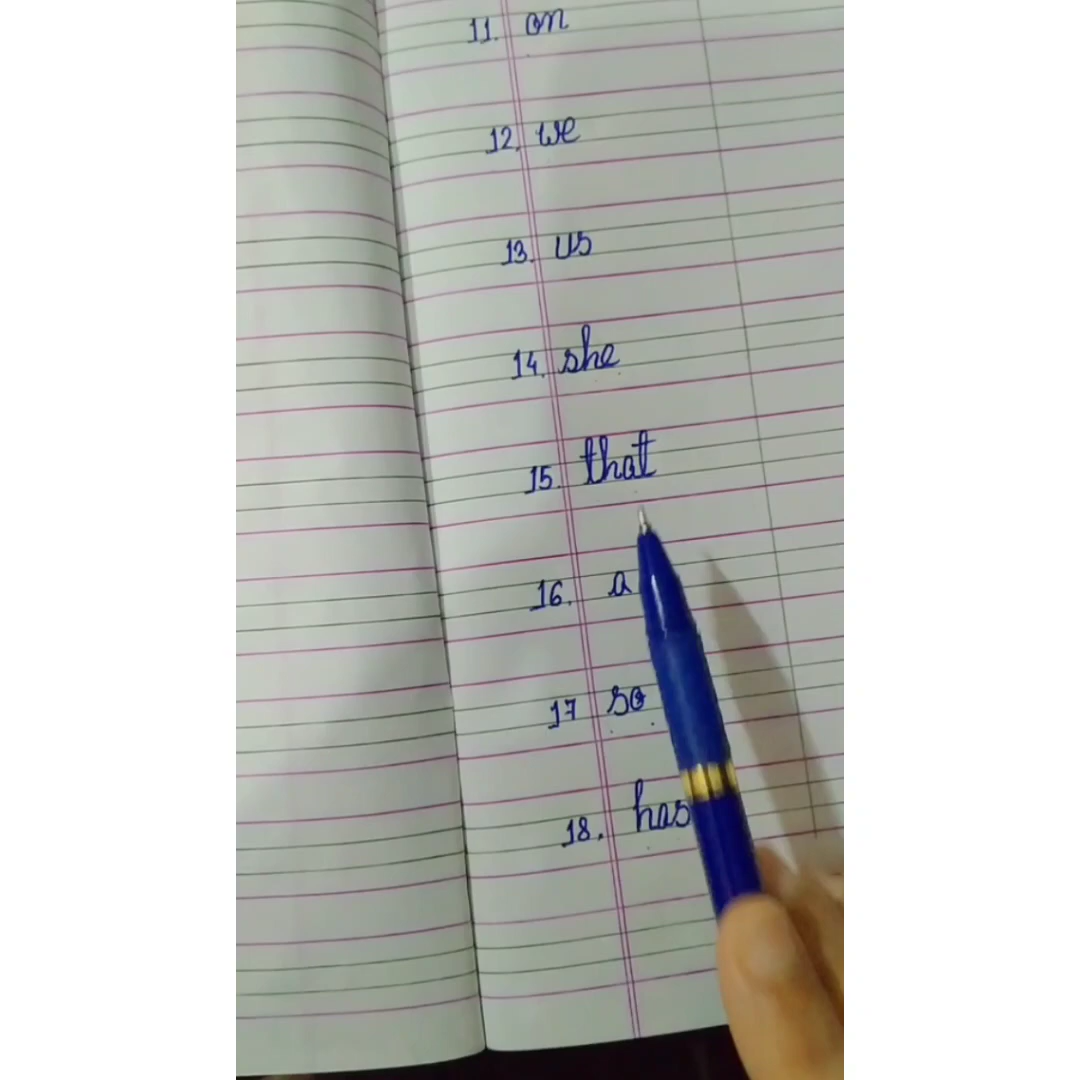 11. on
12. we
13. us
14. she
15. that
16. a
17 so
18. has